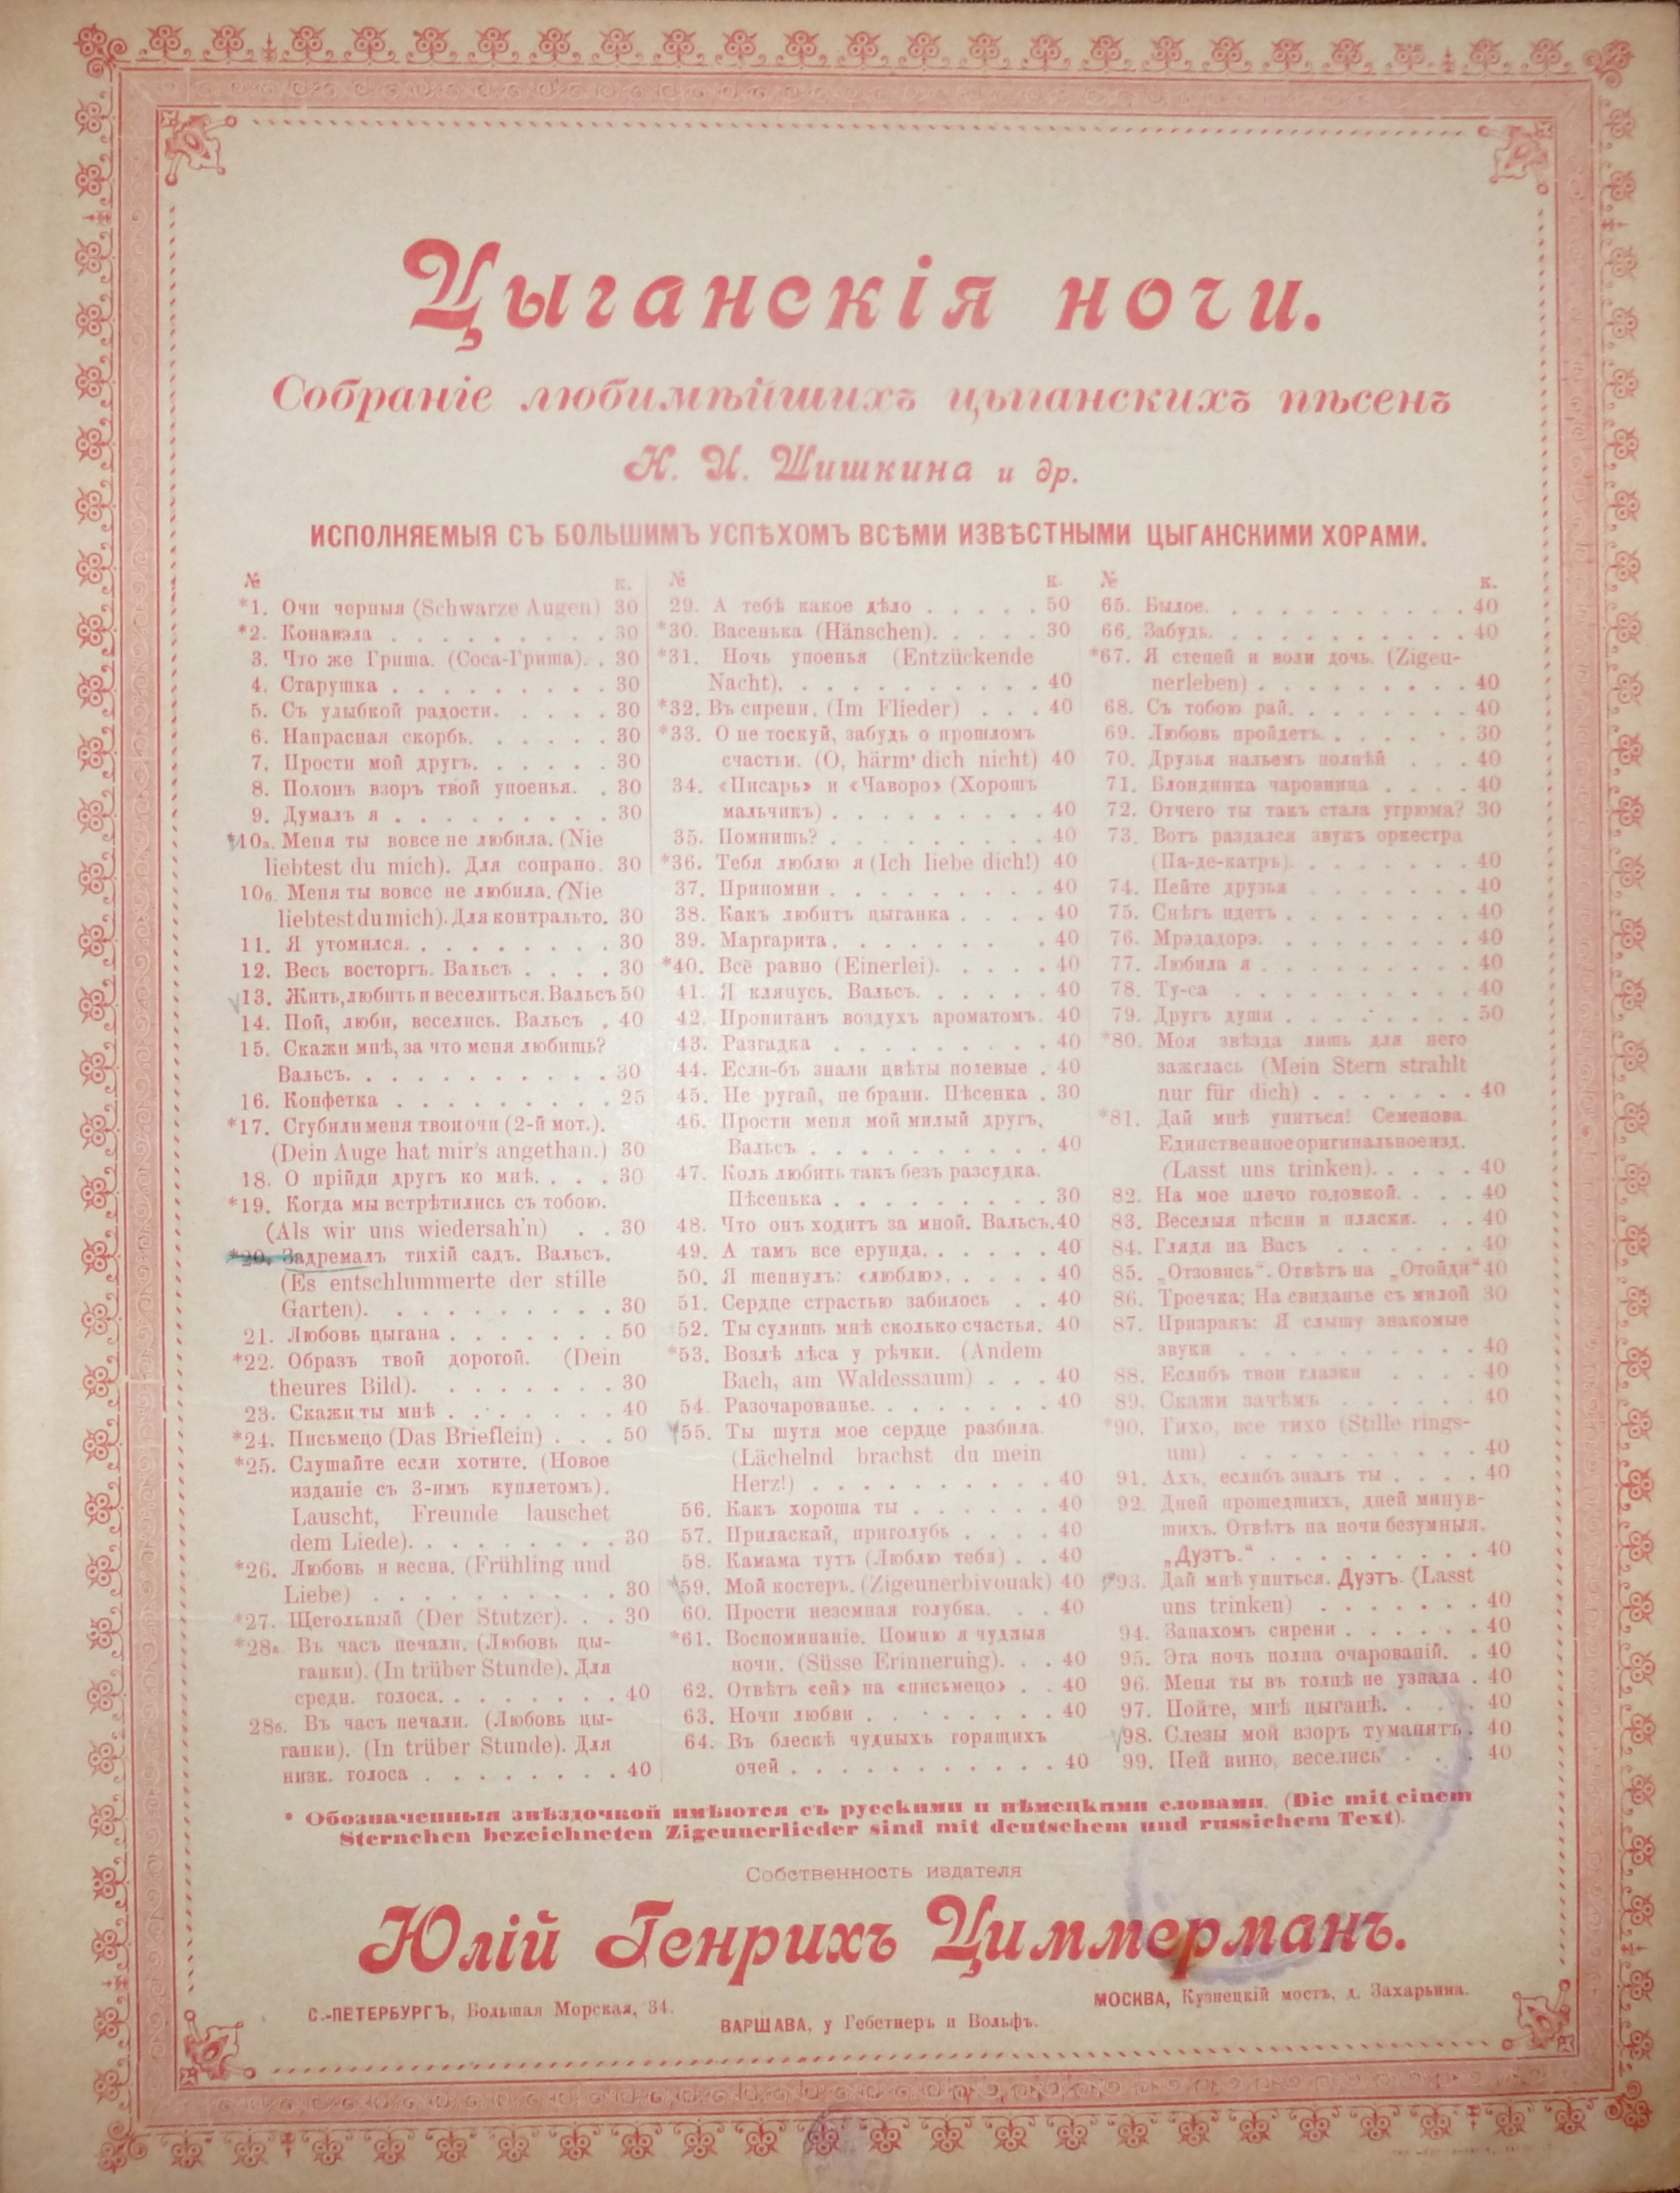 Цыганскія ночи.
Собраніе любимѣйшихъ цыганскихъ пѣсенъ
Н. И. Шишкина и др.
ИСПОЛНЯЕМЫЯ СЪ БОЛЬШИМЪ УСПѢХОМЪ ВСѢМИ ИЗВѢСТНЫМИ ЦЫГАНСКИМИ ХОРАМИ.
№ к.
*1. Очи черныя (Schwarze Augen) 30
*2. Конавэла . . . . . . . . . 30
3. Что же Гриша. (Соса-Гриша). . 30
4. Старушка . . . . . . . . . 30
5. Съ улыбкой радости. . . . . 30
6. Напрасная скорбь. . . . . . 30
7. Прости мой другъ. . . . . . 30
8. Полонъ взоръ твой упоенья. . 30
9. Думалъ я . . . . . . . . . 30
*10а. Меня ты вовсе не любила. (Nie
liebtest du mich). Для сопрано. 30
10б. Меня ты вовсе не любила. (Nie
liebtest du mich). Для контральто. 30
11. Я утомился. . . . . . . . . 30
12. Весь восторгъ. Вальсъ . . . . 30
13. Жить, любить и веселиться. Вальсъ 50
14. Пой, люби, веселись. Вальсъ . 40
15. Скажи мнѣ, за что меня любишь?
Вальсъ. . . . . . . . . . . 30
16. Конфетка . . . . . . . . . 25
*17. Сгубили меня твои очи (2-й мот.).
(Dein Auge hat mir's angethan.) 30
18. О прійди другъ ко мнѣ. . . . 30
*19. Когда мы встрѣтились съ тобою.
(Als wir uns wiedersah'n) . . 30
*20. Задремалъ тихій садъ. Вальсъ.
(Es entschlummerte der stille
Garten). . . . . . . . . . 30
21. Любовь цыгана . . . . . . . 50
*22. Образъ твой дорогой. (Dein
theures Bild). . . . . . . . 30
23. Скажи ты мнѣ . . . . . . . 40
*24. Письмецо (Das Brieflein) . . . 50
*25. Слушайте если хотите. (Новое
изданіе съ 3-имъ куплетомъ).
Lauscht, Freunde lauschet
dem Liede). . . . . . . . . 30
*26. Любовь и весна. (Frühling und
Liebe) . . . . . . . . . . 30
*27. Щегольный (Der Stutzer). . . 30
*28а. Въ часъ печали. (Любовь цы-
ганки). (In trüber Stunde). Для
средн. голоса. . . . . . . . 40
28б. Въ часъ печали. (Любовь цы-
ганки). (In trüber Stunde). Для
низк. голоса . . . . . . . . 40
№ к.
29. А тебѣ какое дѣло . . . . . 50
*30. Васенька (Hänschen). . . . . 30
*31. Ночь упоенья (Entzückende
Nacht). . . . . . . . . . . 40
*32. Въ сирени. (Im Flieder) . . . 40
*33. О не тоскуй, забудь о прошломъ
счастьи. (O, härm' dich nicht) 40
34. «Писарь» и «Чаворо» (Хорошъ
мальчикъ) . . . . . . . . . 40
35. Помнишь? . . . . . . . . . 40
*36. Тебя люблю я (Ich liebe dich!) 40
37. Припомни . . . . . . . . . 40
38. Какъ любитъ цыганка . . . . 40
39. Маргарита. . . . . . . . . 40
*40. Всё равно (Einerlei). . . . . 40
41. Я клянусь. Вальсъ. . . . . . 40
42. Пропитанъ воздухъ ароматомъ. 40
43. Разгадка . . . . . . . . . 40
44. Если-бъ знали цвѣты полевые . 40
45. Не ругай, не брани. Пѣсенка . 30
46. Прости меня мой милый другъ,
Вальсъ . . . . . . . . . . 40
47. Коль любить такъ безъ разсудка.
Пѣсенька . . . . . . . . . 30
48. Что онъ ходитъ за мной. Вальсъ. 40
49. А тамъ все ерунда. . . . . . 40
50. Я шепнулъ: «люблю». . . . . 40
51. Сердце страстью забилось . . 40
52. Ты сулишь мнѣ сколько счастья. 40
*53. Возлѣ лѣса у рѣчки. (An dem
Bach, am Waldessaum) . . . 40
54. Разочарованье. . . . . . . . 40
*55. Ты шутя мое сердце разбила.
(Lächelnd brachst du mein
Herz!) . . . . . . . . . . 40
56. Какъ хороша ты . . . . . . 40
57. Приласкай, приголубь . . . . 40
58. Камама тутъ (Люблю тебя) . . 40
*59. Мой костеръ. (Zigeunerbivouak) 40
60. Прости неземная голубка. . . 40
*61. Воспоминаніе. Помню я чудныя
ночи. (Süsse Erinnerung). . . 40
62. Отвѣтъ «ей» на «письмецо» . . 40
63. Ночи любви . . . . . . . . 40
64. Въ блескѣ чудныхъ горящихъ
очей . . . . . . . . . . . 40
№ к.
65. Былое. . . . . . . . . . . 40
66. Забудь. . . . . . . . . . . 40
*67. Я степей и воли дочь. (Zigeu-
nerleben) . . . . . . . . . 40
68. Съ тобою рай. . . . . . . . 40
69. Любовь пройдетъ. . . . . . . 30
70. Друзья нальемъ полнѣй . . . 40
71. Блондинка чаровница . . . . 40
72. Отчего ты такъ стала угрюма? 30
73. Вотъ раздался звукъ оркестра
(Па-де-катръ). . . . . . . . 40
74. Пейте друзья . . . . . . . 40
75. Снѣгъ идетъ . . . . . . . . 40
76. Мрэдадорэ. . . . . . . . . 40
77. Любила я . . . . . . . . . 40
78. Ту-са . . . . . . . . . . 40
79. Другъ души . . . . . . . . 50
*80. Моя звѣзда лишь для него
зажглась (Mein Stern strahlt
nur für dich) . . . . . . . 40
*81. Дай мнѣ упиться! Семенова.
Единственное оригинальное изд.
(Lasst uns trinken). . . . . 40
82. На мое плечо головкой. . . . 40
83. Веселыя пѣсни и пляски. . . 40
84. Глядя на Васъ . . . . . . 40
85. „Отзовись“. Отвѣтъ на „Отойди“ 40
86. Троечка: На свиданье съ милой 30
87. Призракъ: Я слышу знакомые
звуки . . . . . . . . . . 40
88. Еслибъ твои глазки . . . . 40
89. Скажи зачѣмъ . . . . . . 40
*90. Тихо, все тихо (Stille rings-
um) . . . . . . . . . . 40
91. Ахъ, еслибъ зналъ ты . . . . 40
92. Дней прошедшихъ, дней минув-
шихъ. Отвѣтъ на ночи безумныя.
„Дуэтъ.“ . . . . . . . . . 40
*93. Дай мнѣ упиться. Дуэтъ. (Lasst
uns trinken) . . . . . . . 40
94. Запахомъ сирени . . . . . . 40
95. Эта ночь полна очарованій. . 40
96. Меня ты въ толпѣ не узнала . 40
97. Пойте, мнѣ цыганѣ. . . . . 40
98. Слезы мой взоръ туманятъ. . 40
99. Пей вино, веселись . . . . 40
* Обозначенныя звѣздочкой имѣются съ русскими и нѣмецкими словами. (Die mit einem
Sternchen bezeichneten Zigeunerlieder sind mit deutschem und russichem Text).
Собственность издателя
Юлій Генрихъ Циммерманъ.
С.-ПЕТЕРБУРГЪ, Большая Морская, 34.
ВАРШАВА, у Гебетнеръ и Вольфъ.
МОСКВА, Кузнецкій мостъ, д. Захарьина.